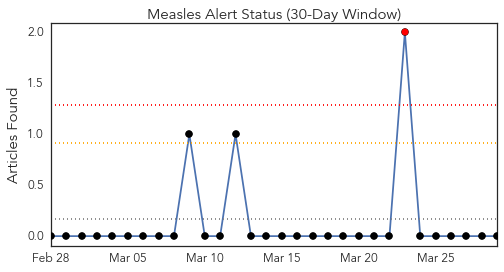 Measles Alert Status (30-Day Window)
Articles Found
2.0
1.5
1.0
0.5
0.0
Feb 28 Mar 05 Mar 10 Mar 15 Mar 20 Mar 25